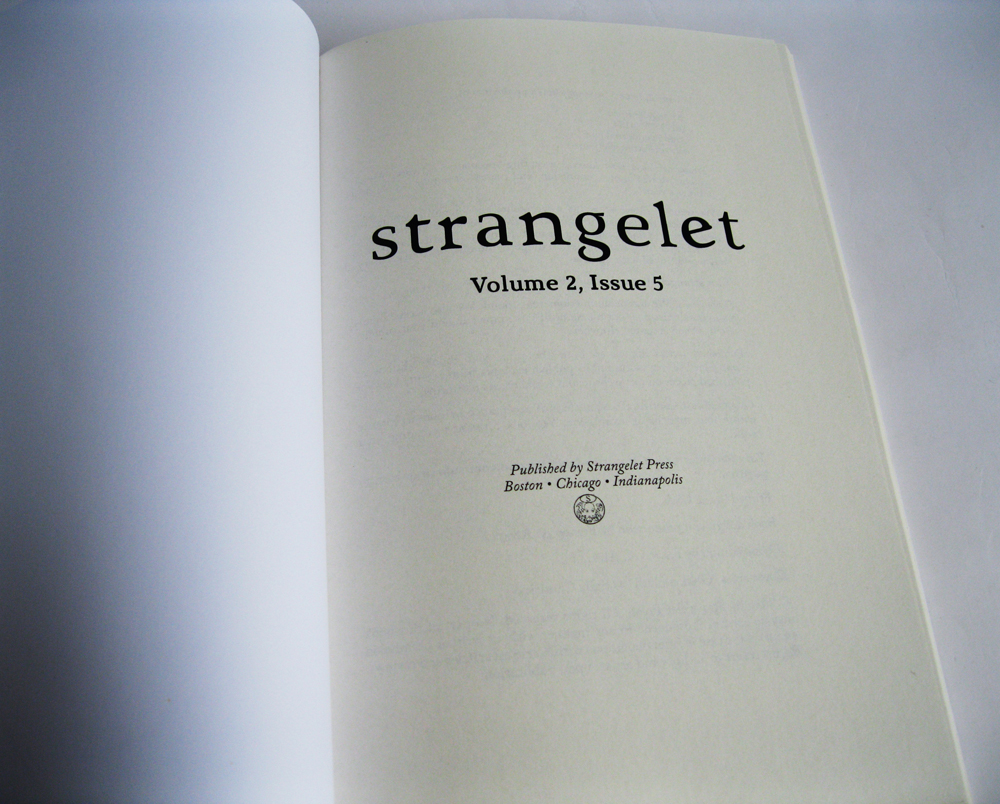 strangelet
Volume 2, Issue 5
Published by Strangelet Press
Boston • Chicago • Indianapolis
S